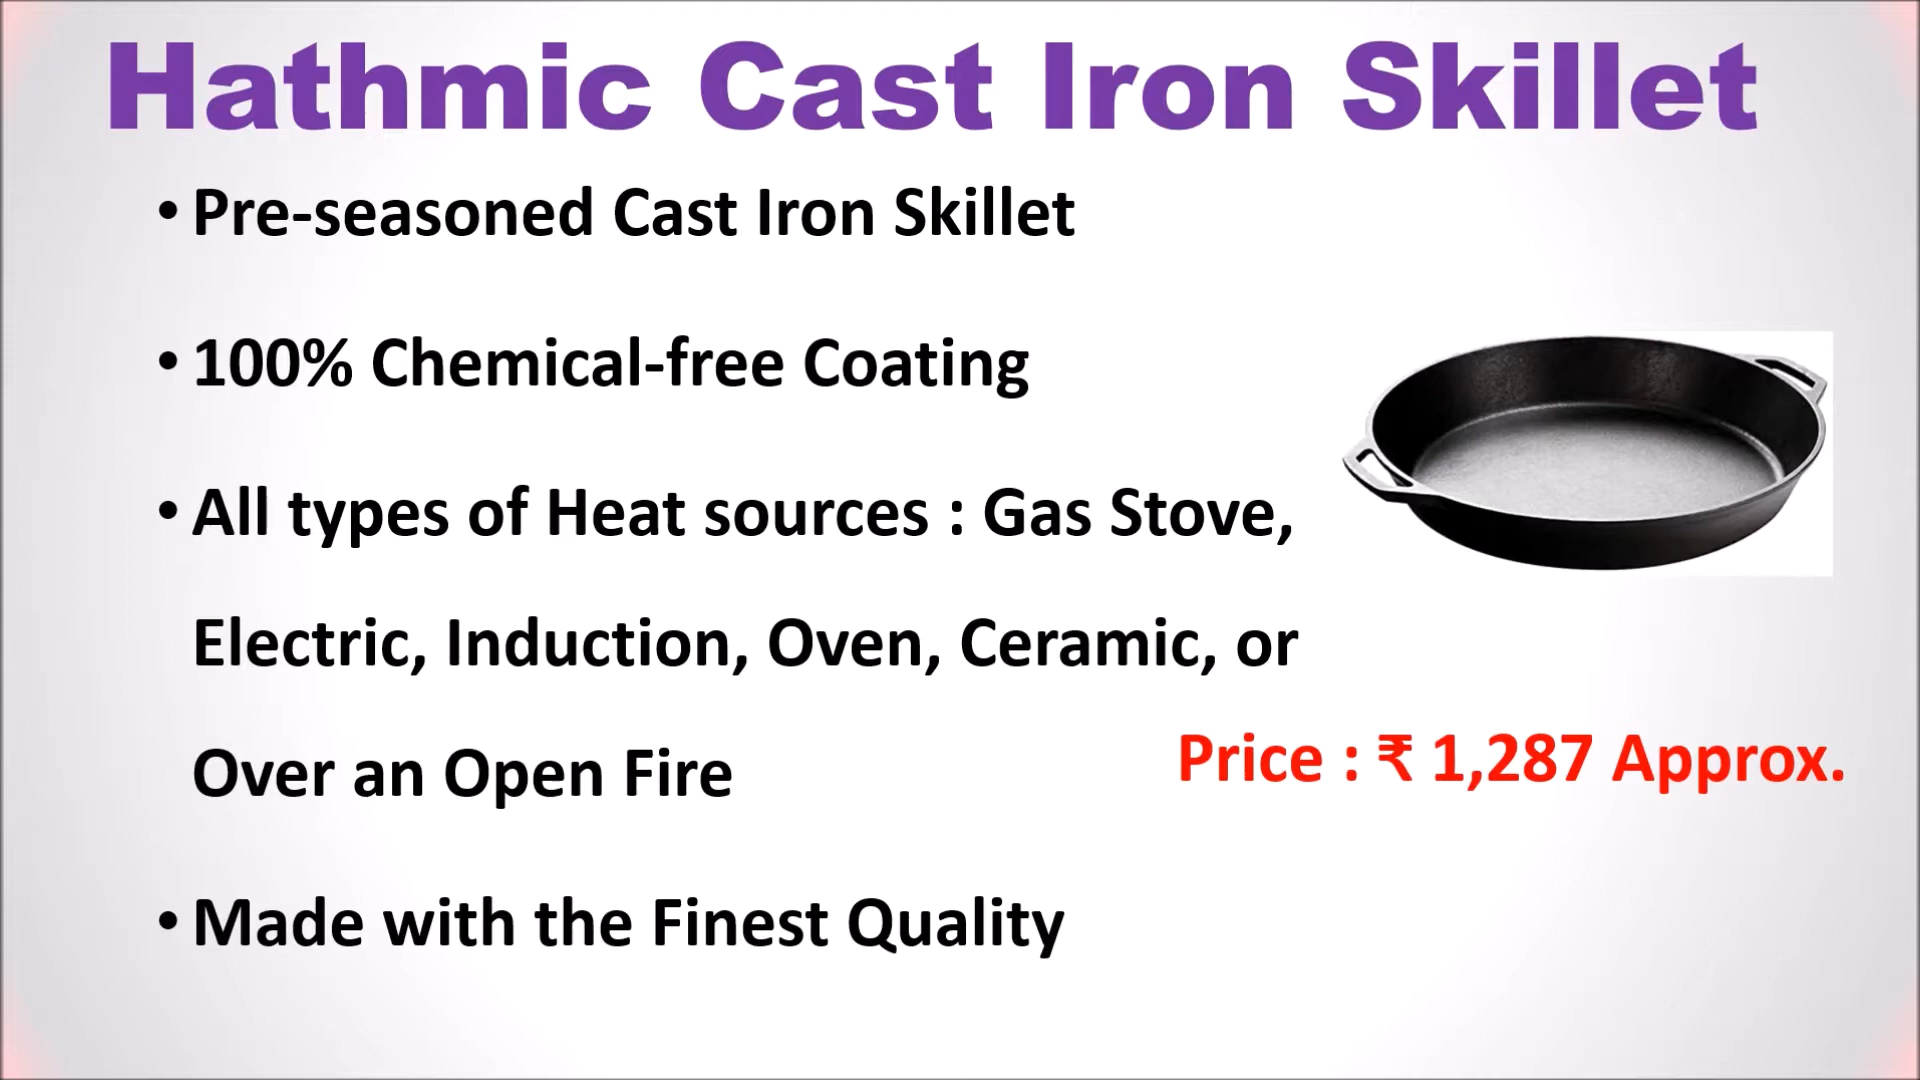 Hathmic Cast Iron Skillet
• Pre-seasoned Cast Iron Skillet
• 100% Chemical-free Coating
• All types of Heat sources : Gas Stove,
Electric, Induction, Oven, Ceramic, or
Over an Open Fire
Price : ₹ 1,287 Approx.
• Made with the Finest Quality